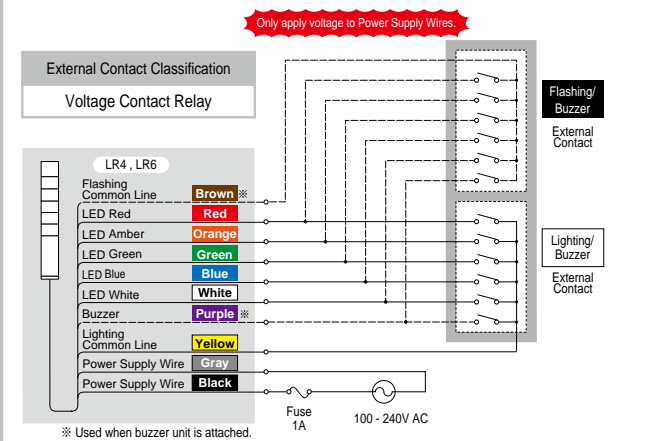 Only apply voltage to Power Supply Wires.
External Contact Classification
Voltage Contact Relay
LR4 , LR6
Flashing
Common Line
Brown ※
LED Red
Red
LED Amber
Orange
LED Green
Green
LED Blue
Blue
LED White
White
Buzzer
Purple ※
Lighting
Common Line
Yellow
Power Supply Wire
Gray
Power Supply Wire
Black
Fuse
1A
100 - 240V AC
※ Used when buzzer unit is attached.
Flashing/
Buzzer
External
Contact
Lighting/
Buzzer
External
Contact